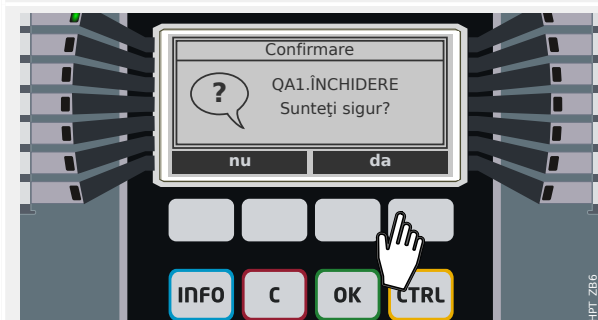 Confirmare
QA1.ÎNCHIDERE
Sunteţi sigur?
nu da
INFO C OK CTRL
HPT_ZB6